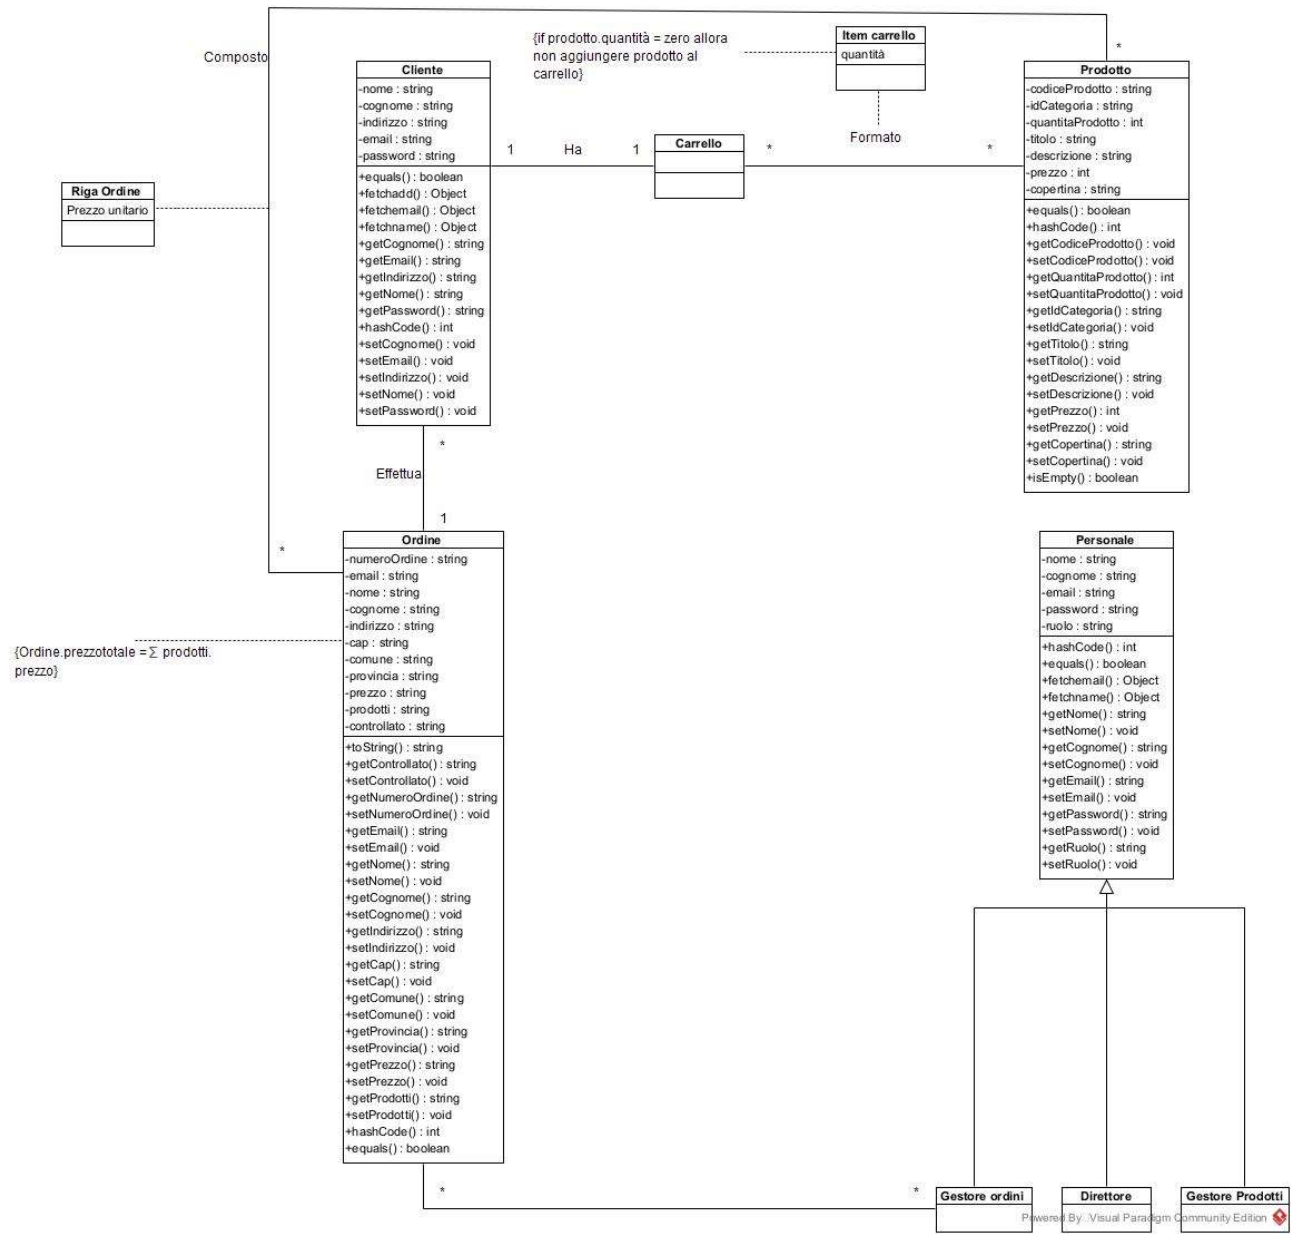 Composto
*
{if prodotto.quantità = zero allora
non aggiungere prodotto al
carrello}
Item carrello
quantità
Formato
Cliente
-nome : string
-cognome : string
-indirizzo : string
-email : string
-password : string
+equals() : boolean
+fetchadd() : Object
+fetchemail() : Object
+fetchname() : Object
+getCognome() : string
+getEmail() : string
+getIndirizzo() : string
+getNome() : string
+getPassword() : string
+hashCode() : int
+setCognome() : void
+setEmail() : void
+setIndirizzo() : void
+setNome() : void
+setPassword() : void
1 Ha 1
Carrello
* *
Prodotto
-codiceProdotto : string
-idCategoria : string
-quantitaProdotto : int
-titolo : string
-descrizione : string
-prezzo : int
-copertina : string
+equals() : boolean
+hashCode() : int
+getCodiceProdotto() : void
+setCodiceProdotto() : void
+getQuantitaProdotto() : int
+setQuantitaProdotto() : void
+getIdCategoria() : string
+setIdCategoria() : void
+getTitolo() : string
+setTitolo() : void
+getDescrizione() : string
+setDescrizione() : void
+getPrezzo() : int
+setPrezzo() : void
+getCopertina() : string
+setCopertina() : void
+isEmpty() : boolean
Riga Ordine
Prezzo unitario
*
Effettua
1
*
Ordine
-numeroOrdine : string
-email : string
-nome : string
-cognome : string
-indirizzo : string
-cap : string
-comune : string
-provincia : string
-prezzo : string
-prodotti : string
-controllato : string
+toString() : string
+getControllato() : string
+setControllato() : void
+getNumeroOrdine() : string
+setNumeroOrdine() : void
+getEmail() : string
+setEmail() : void
+getNome() : string
+setNome() : void
+getCognome() : string
+setCognome() : void
+getIndirizzo() : string
+setIndirizzo() : void
+getCap() : string
+setCap() : void
+getComune() : string
+setComune() : void
+getProvincia() : string
+setProvincia() : void
+getPrezzo() : string
+setPrezzo() : void
+getProdotti() : string
+setProdotti() : void
+hashCode() : int
+equals() : boolean
{Ordine.prezzototale = Σ prodotti.
prezzo}
Personale
-nome : string
-cognome : string
-email : string
-password : string
-ruolo : string
+hashCode() : int
+equals() : boolean
+fetchemail() : Object
+fetchname() : Object
+getNome() : string
+setNome() : void
+getCognome() : string
+setCognome() : void
+getEmail() : string
+setEmail() : void
+getPassword() : string
+setPassword() : void
+getRuolo() : string
+setRuolo() : void
* *
Gestore ordini
Direttore
Gestore Prodotti
Powered By Visual Paradigm Community Edition